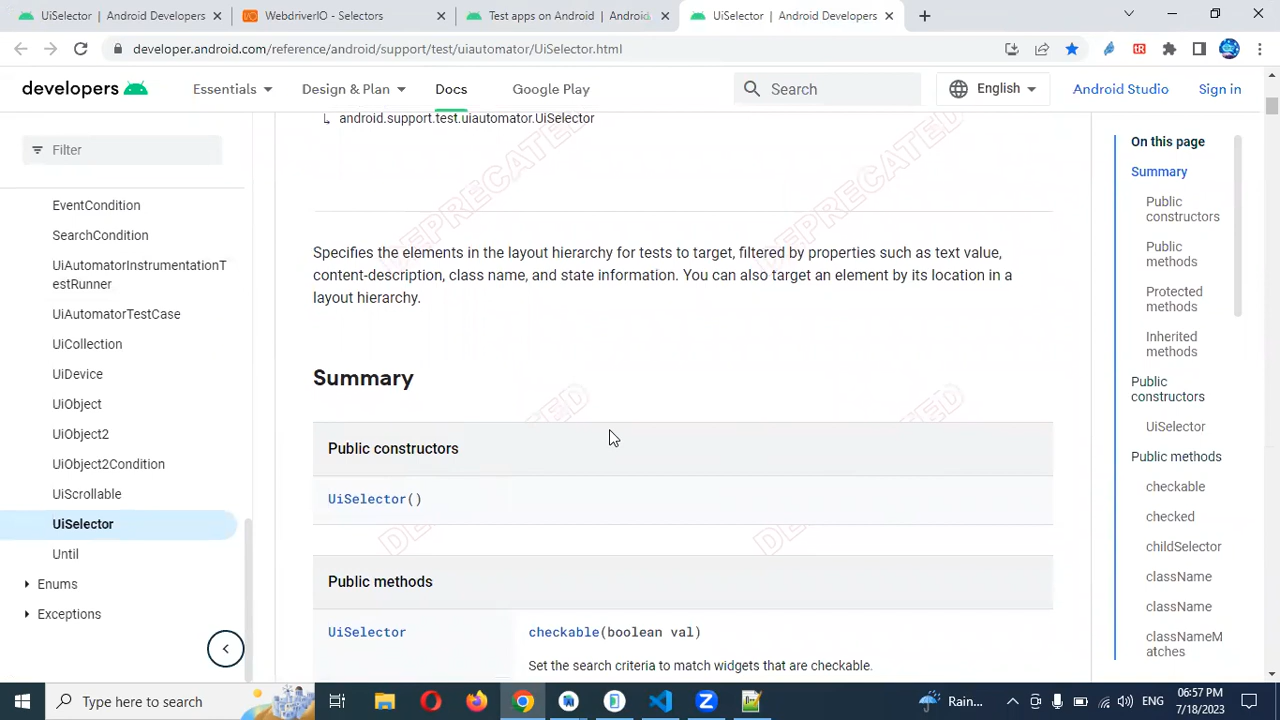 UiSelector | Android Developers
WebdriverIO - Selectors
Test apps on Android | Android
UiSelector | Android Developers
developer.android.com/reference/android/support/test/uiautomator/UiSelector.html
developers
Essentials
Design & Plan
Docs
Google Play
Search
English
Android Studio
Sign in
Filter
EventCondition
SearchCondition
UiAutomatorInstrumentationT
estRunner
UiAutomatorTestCase
UiCollection
UiDevice
UiObject
UiObject2
UiObject2Condition
UiScrollable
UiSelector
Until
Enums
Exceptions
android.support.test.uiautomator.UiSelector
DEPRECATED
DEPRECATED
Specifies the elements in the layout hierarchy for tests to target, filtered by properties such as text value,
content-description, class name, and state information. You can also target an element by its location in a
layout hierarchy.
Summary
DEPRECATED
DEPRECATED
Public constructors
UiSelector()
Public methods
UiSelector
checkable(boolean val)
Set the search criteria to match widgets that are checkable.
On this page
Summary
Public
constructors
Public
methods
Protected
methods
Inherited
methods
Public
constructors
UiSelector
Public methods
checkable
checked
childSelector
className
className
classNameM
atches
Type here to search
Rain...
ENG
06:57 PM
7/18/2023